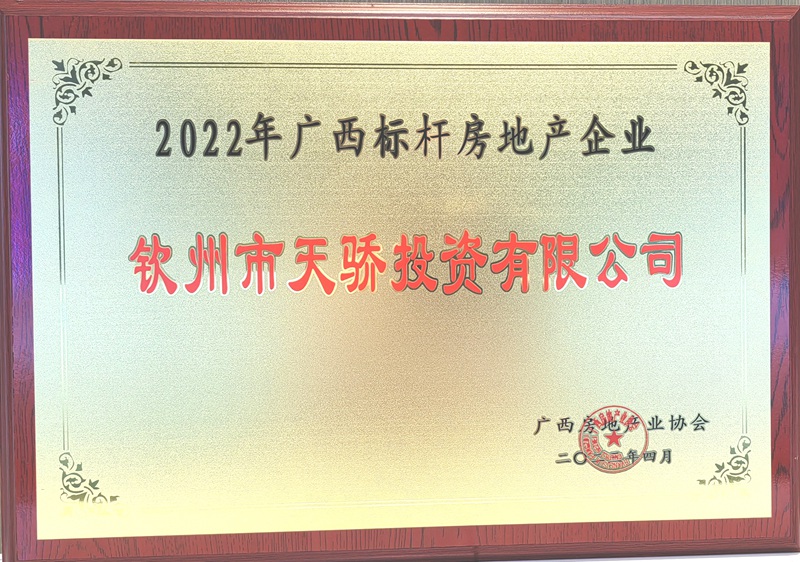 2022年广西标杆房地产企业
钦州市天骄投资有限公司
广西房地产业协会
二〇二三年四月